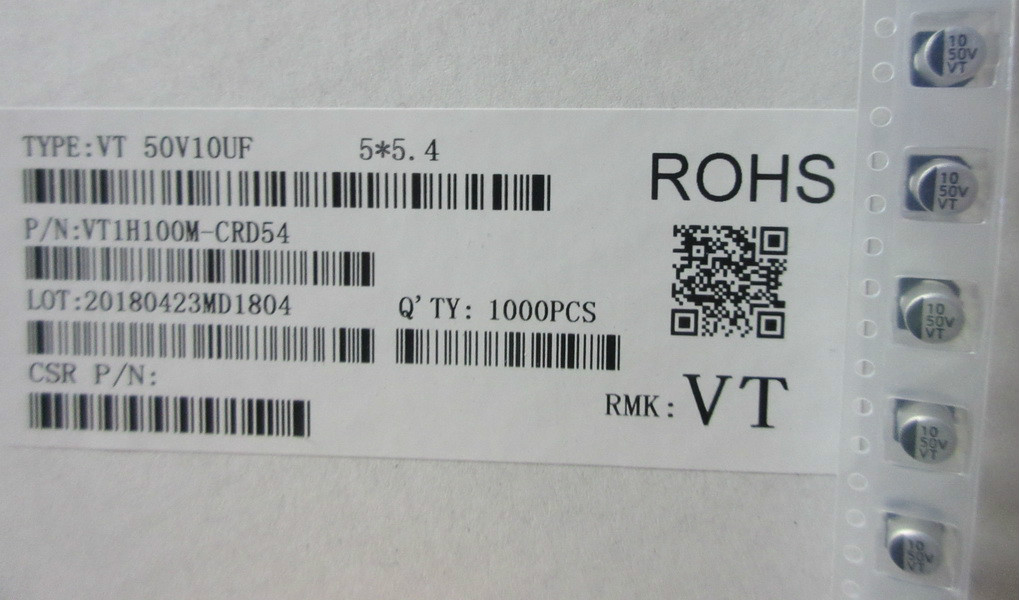 TYPE:VT 50V10UF 5*5.4
P/N:VT1H100M-CRD54
LOT:20180423MD1804
Q'TY: 1000PCS
CSR P/N:
ROHS
RMK: VT
10
50V
VT
10
50V
VT
10
50V
VT
10
50V
VT
10
50V
VT